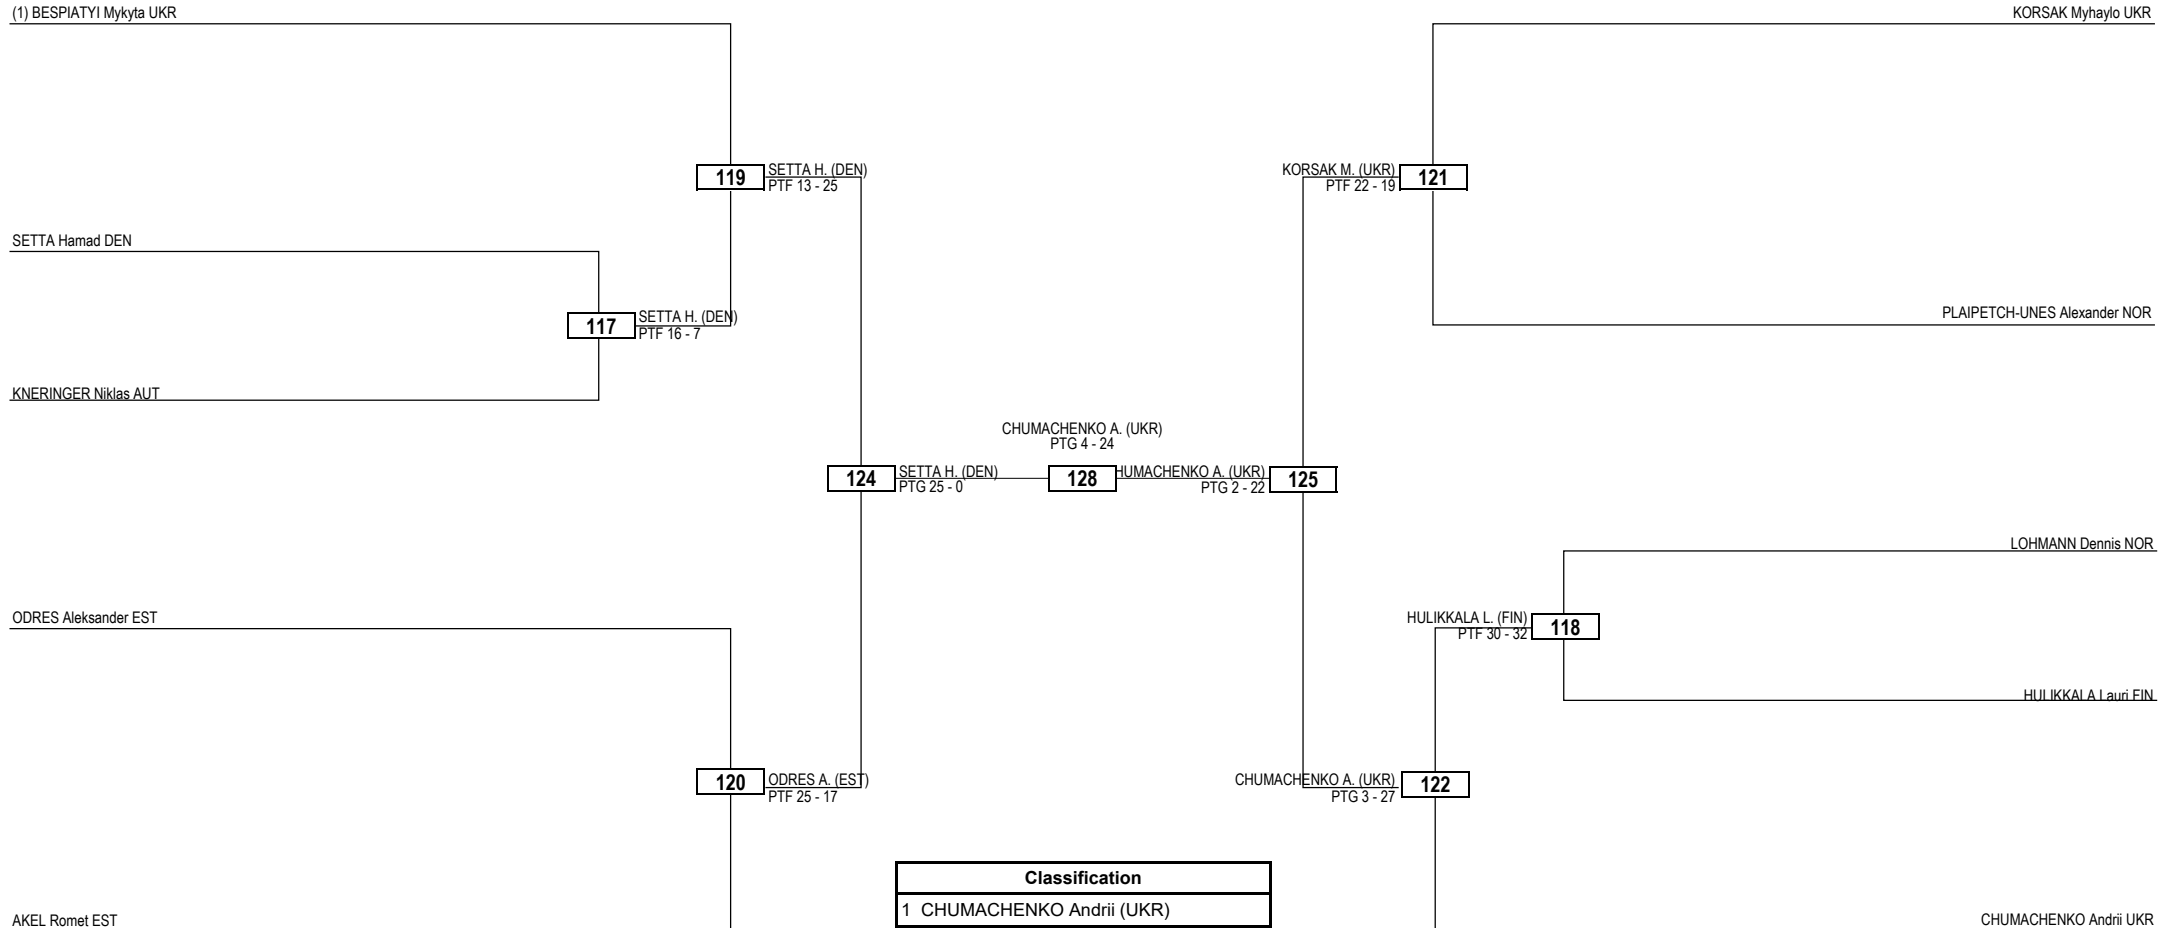 (1) BESPIATYI Mykyta UKR
KORSAK Myhaylo UKR
119
SETTA H. (DEN)
PTF 13 - 25
KORSAK M. (UKR)
PTF 22 - 19
121
SETTA Hamad DEN
117
SETTA H. (DEN)
PTF 16 - 7
PLAIPETCH-UNES Alexander NOR
KNERINGER Niklas AUT
CHUMACHENKO A. (UKR)
PTG 4 - 24
124
SETTA H. (DEN)
PTG 25 - 0
128
HUMACHENKO A. (UKR)
PTG 2 - 22
125
LOHMANN Dennis NOR
ODRES Aleksander EST
HULIKKALA L. (FIN)
PTF 30 - 32
118
HULIKKALA Lauri FIN
120
ODRES A. (EST)
PTF 25 - 17
CHUMACHENKO A. (UKR)
PTG 3 - 27
122
Classification
1 CHUMACHENKO Andrii (UKR)
AKEL Romet EST
CHUMACHENKO Andrii UKR